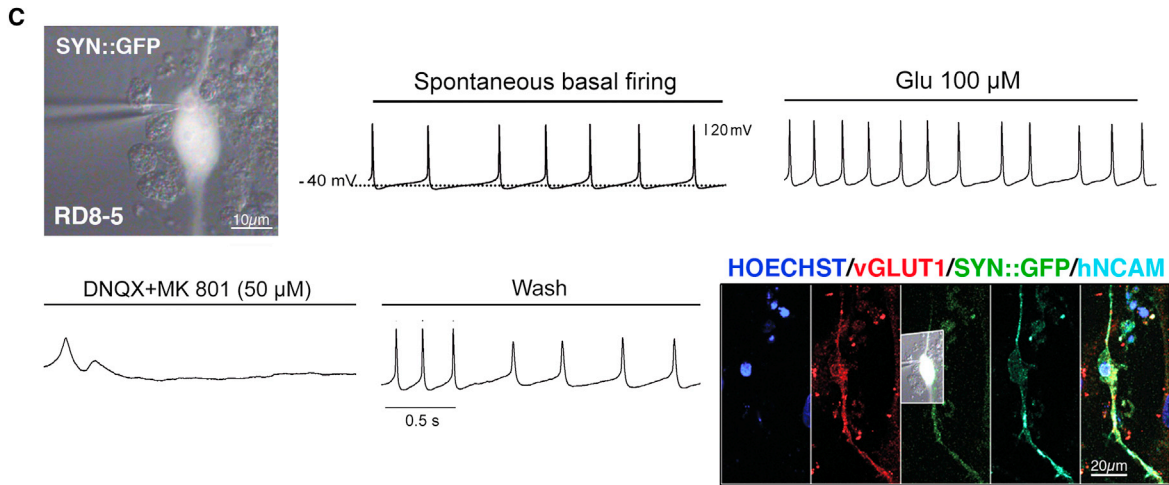 C
SYN::GFP
RD8-5
10µm
Spontaneous basal firing
20 mV
- 40 mV
Glu 100 µM
DNQX+MK 801 (50 µM)
Wash
0.5 s
HOECHST/vGLUT1/SYN::GFP/hNCAM
20µm